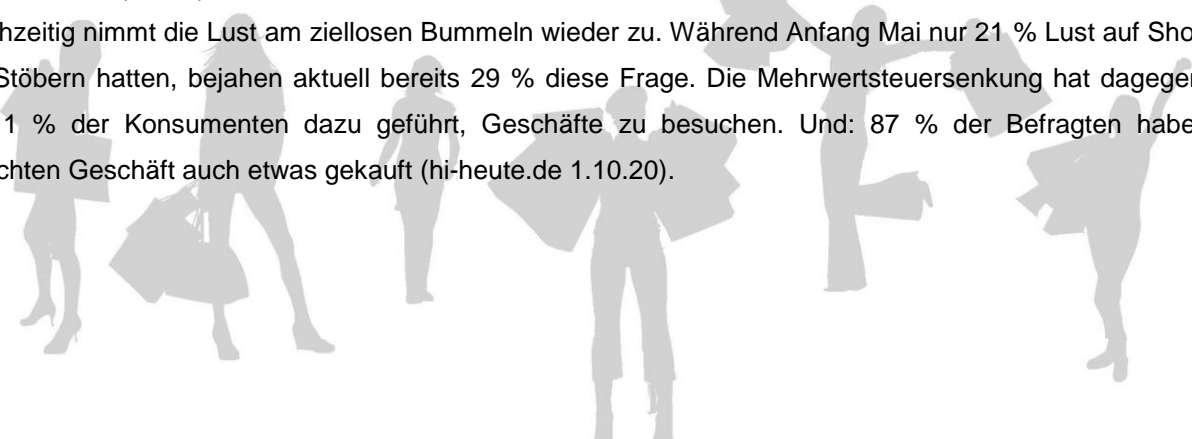 hzeitig nimmt die Lust am ziellosen Bummeln wieder zu. Während Anfang Mai nur 21 % Lust auf Sho
Stöbern hatten, bejahen aktuell bereits 29 % diese Frage. Die Mehrwertsteuersenkung hat dagegen
1 % der Konsumenten dazu geführt, Geschäfte zu besuchen. Und: 87 % der Befragten habe
chten Geschäft auch etwas gekauft (hi-heute.de 1.10.20).